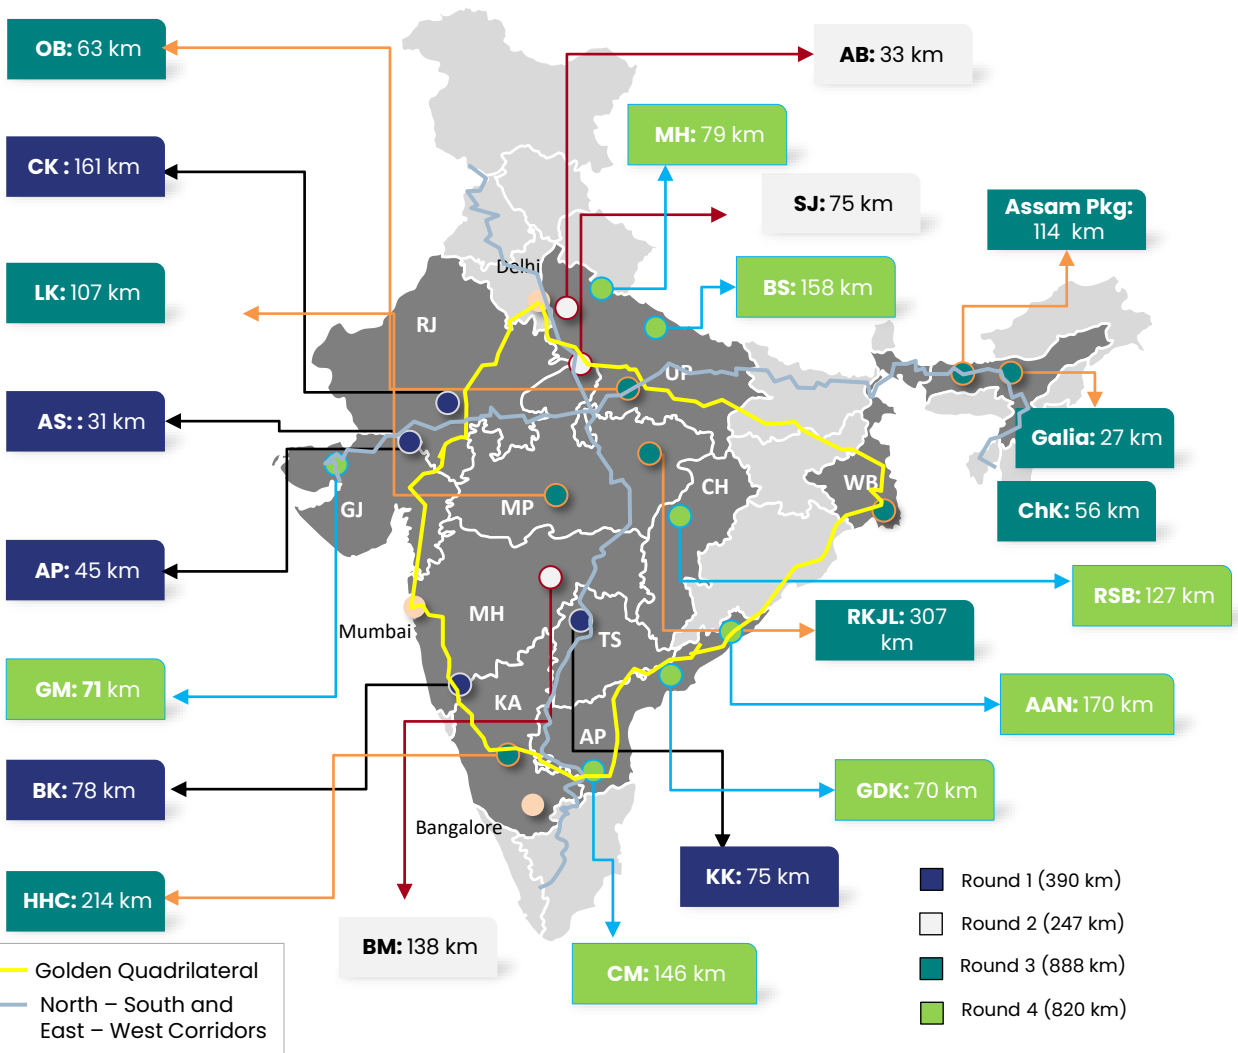 OB: 63 km
AB: 33 km
MH: 79 km
CK : 161 km
SJ: 75 km
Assam Pkg:
114 km
Delhi
LK: 107 km
BS: 158 km
RJ
UP
AS: : 31 km
Galia: 27 km
WB
CH
MP
GJ
ChK: 56 km
AP: 45 km
RSB: 127 km
MH
Mumbai
TS
RKJL: 307
km
GM: 71 km
KA
AAN: 170 km
AP
BK: 78 km
GDK: 70 km
Bangalore
KK: 75 km
HHC: 214 km
BM: 138 km
CM: 146 km
Round 1 (390 km)
Round 2 (247 km)
Round 3 (888 km)
Round 4 (820 km)
Golden Quadrilateral
North – South and
East – West Corridors